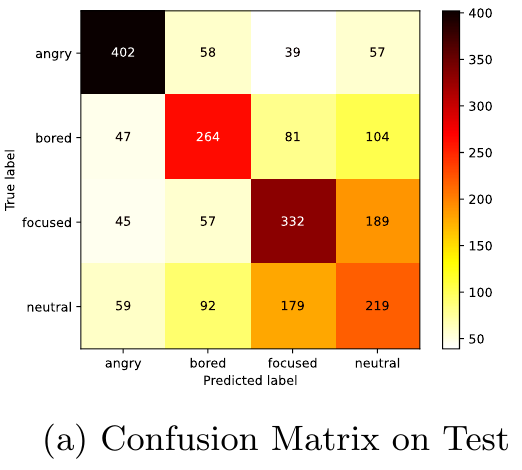 angry 402 58 39 57
bored 47 264 81 104
focused 45 57 332 189
neutral 59 92 179 219
angry bored focused neutral
Predicted label
True label
400
350
300
250
200
150
100
50
(a) Confusion Matrix on Test